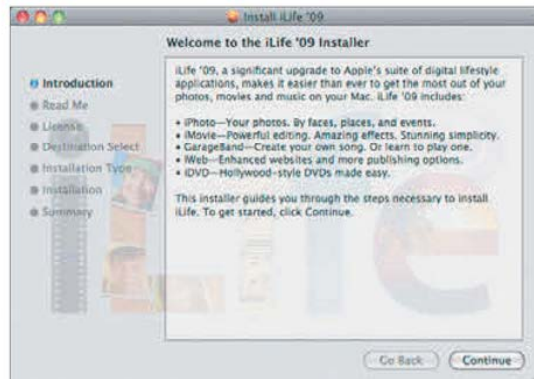 Install iLife '09
Welcome to the iLife '09 Installer
Introduction
Read Me
License
Destination Select
Installation Type
Installation
Summary
iLife '09, a significant upgrade to Apple's suite of digital lifestyle
applications, makes it easier than ever to get the most out of your
photos, movies and music on your Mac. iLife '09 includes:
• iPhoto—Your photos. By faces, places, and events.
• iMovie—Powerful editing. Amazing effects. Stunning simplicity.
• GarageBand—Create your own song. Or learn to play one.
• iWeb—Enhanced websites and more publishing options.
• iDVD—Hollywood-style DVDs made easy.
This installer guides you through the steps necessary to install
iLife. To get started, click Continue.
iLife
Go Back
Continue